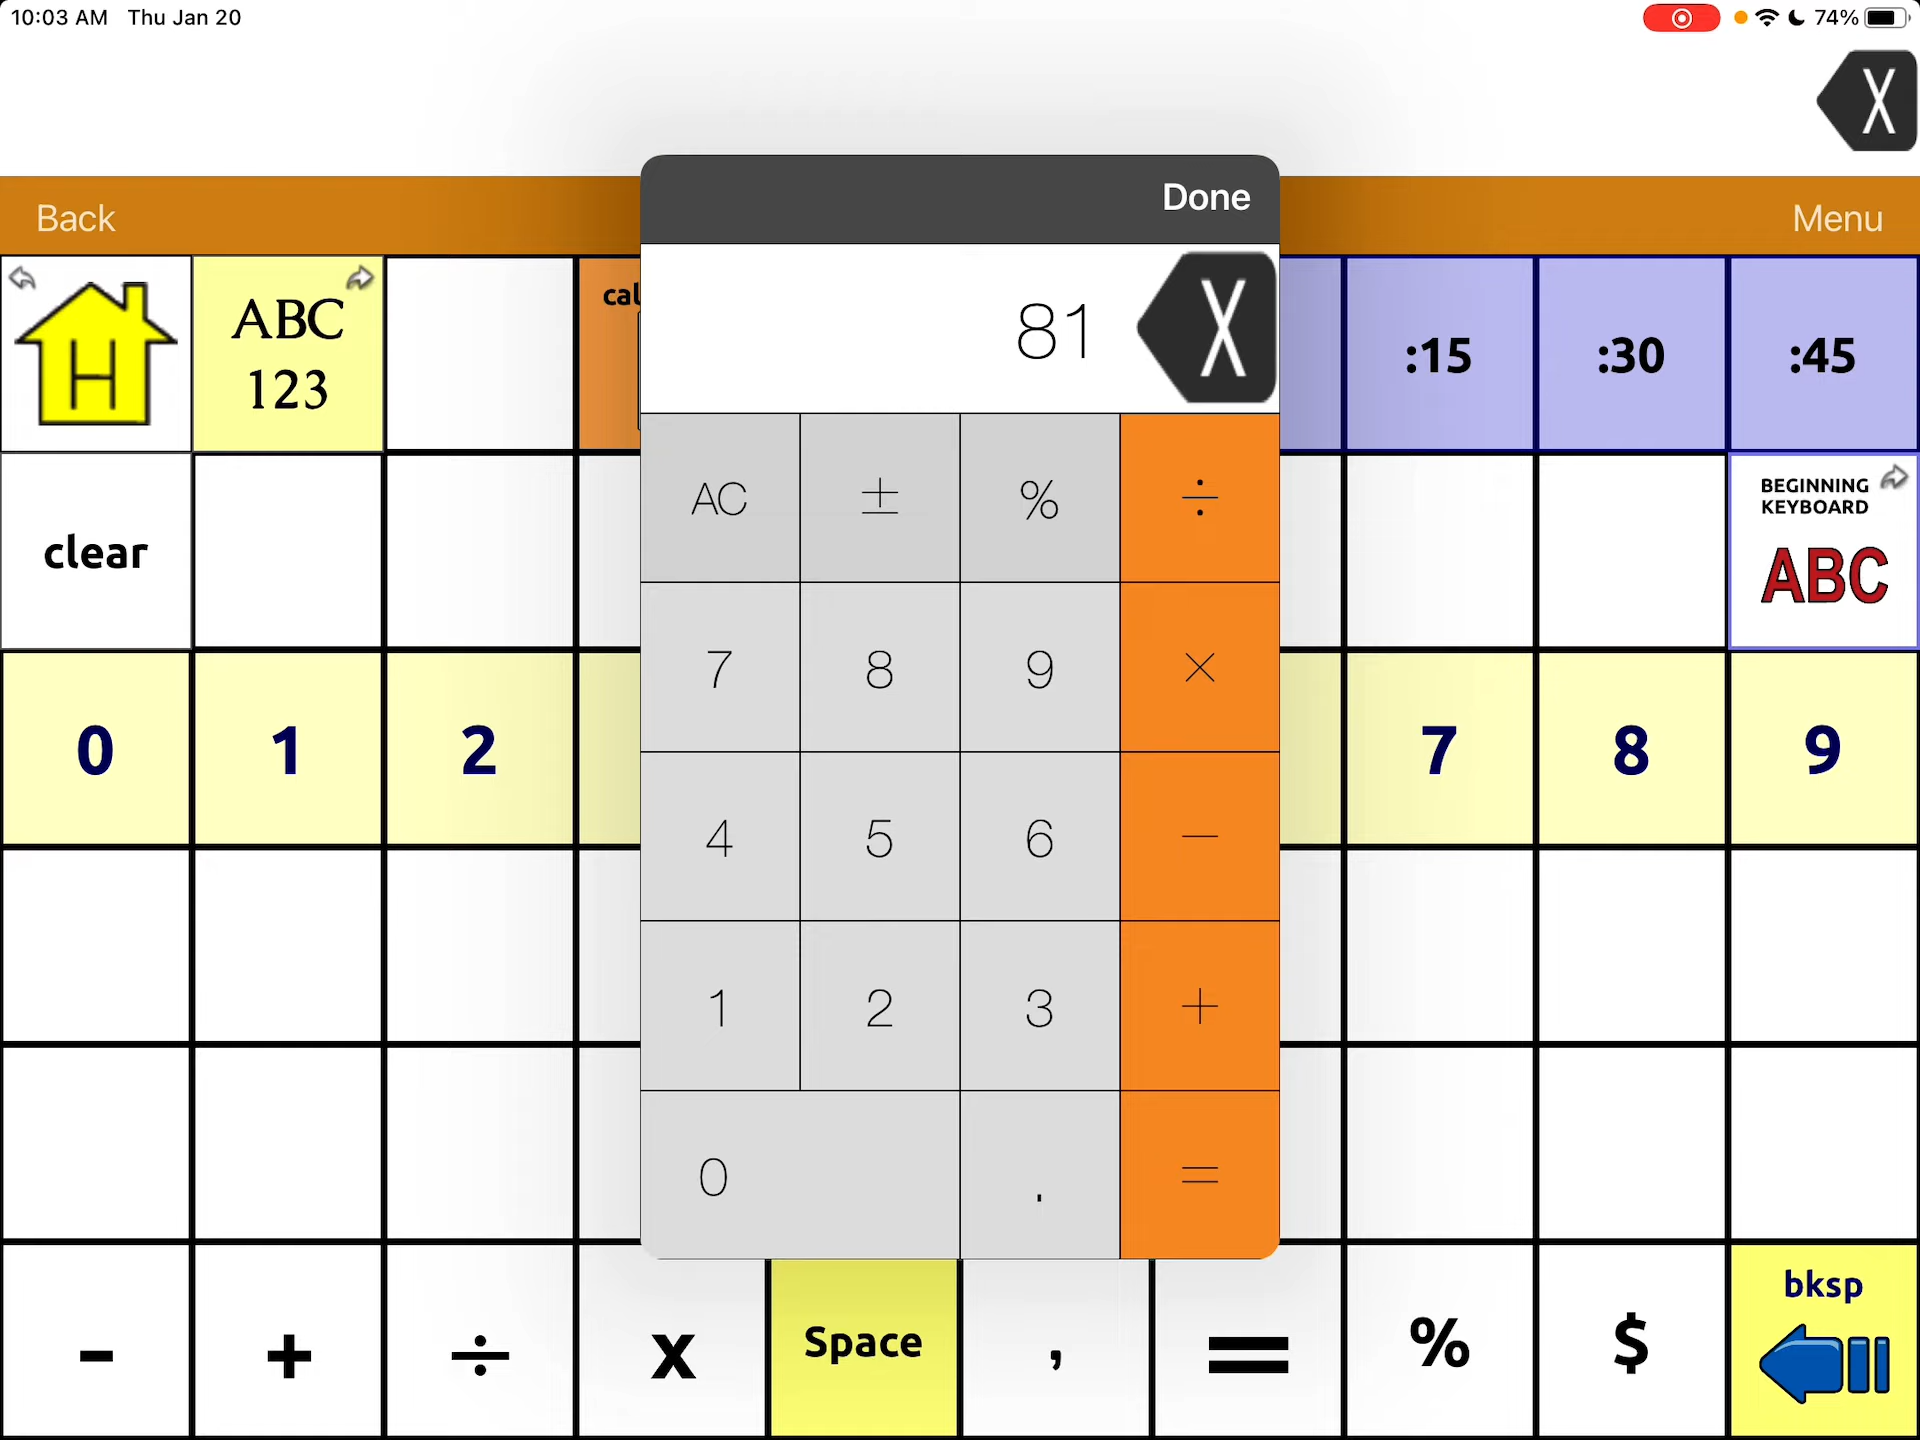 10:03 AM Thu Jan 20
74%
X
Back
Menu
Done
81
X
H
ABC
123
cal
:15
:30
:45
AC
±
%
÷
clear
BEGINNING
KEYBOARD
ABC
7
8
9
×
0
1
2
7
8
9
4
5
6
−
1
2
3
+
0
.
=
-
+
÷
x
Space
,
=
%
$
bksp